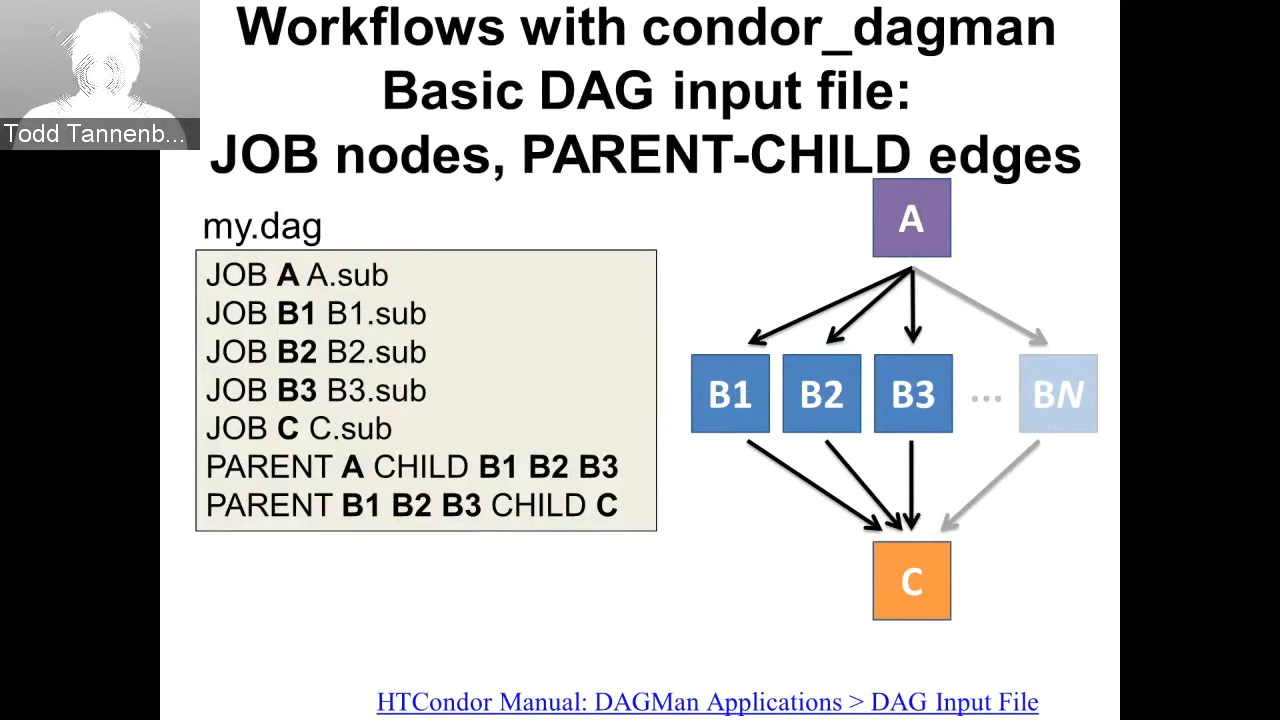 Workflows with condor_dagman
Basic DAG input file:
JOB nodes, PARENT-CHILD edges
Todd Tannenb...
my.dag
JOB A A.sub
JOB B1 B1.sub
JOB B2 B2.sub
JOB B3 B3.sub
JOB C C.sub
PARENT A CHILD B1 B2 B3
PARENT B1 B2 B3 CHILD C
A
B1 B2 B3 ... BN
C
HTCondor Manual: DAGMan Applications > DAG Input File